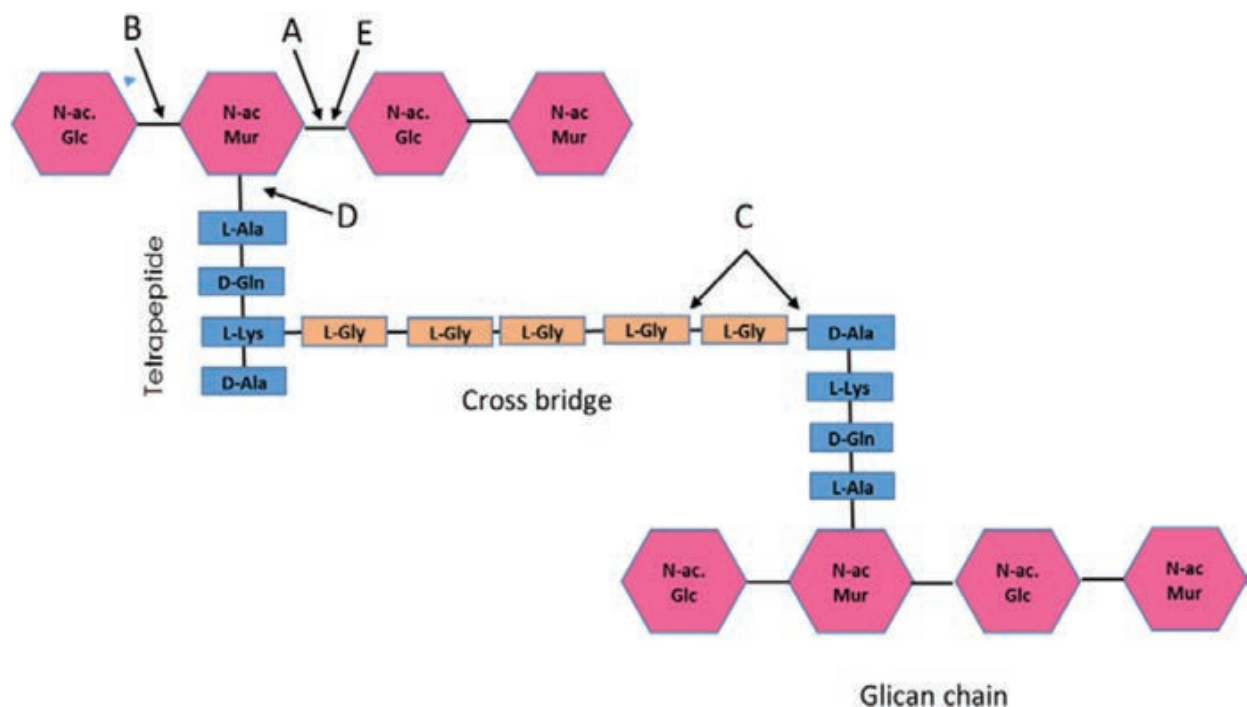 B
A E
N-ac.
Glc
N-ac
Mur
N-ac.
Glc
N-ac
Mur
D
C
Tetrapeptide
L-Ala
D-Gln
L-Lys
D-Ala
L-Gly
L-Gly
L-Gly
L-Gly
L-Gly
D-Ala
L-Lys
D-Gln
L-Ala
Cross bridge
N-ac.
Glc
N-ac
Mur
N-ac.
Glc
N-ac
Mur
Glican chain